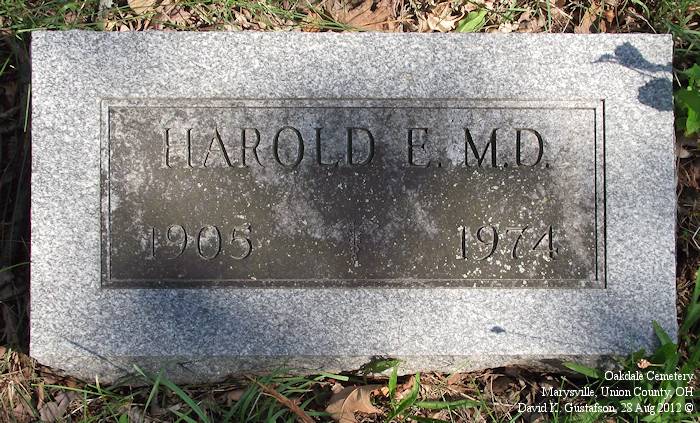 HAROLD E. M.D.
1905 1974
Oakdale Cemetery
Marysville, Union County, OH
David K. Gustafson, 28 Aug 2012 ©